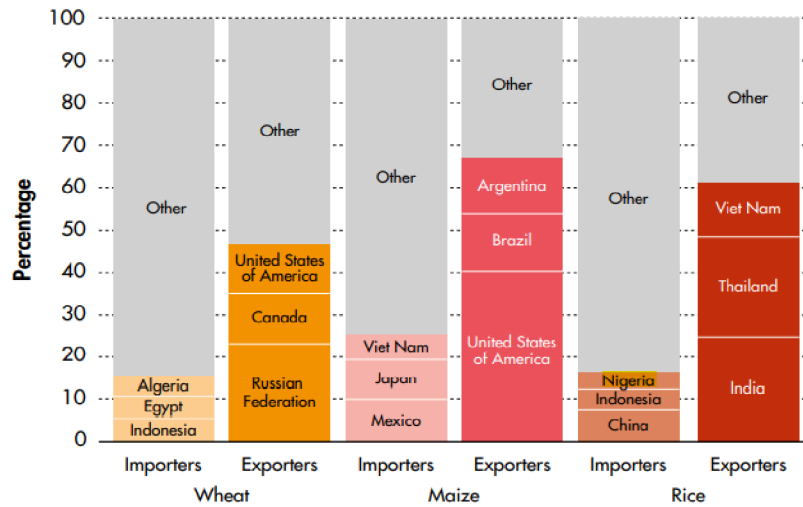 Percentage
100
90
80
70
60
50
40
30
20
10
0
Other
Algeria
Egypt
Indonesia
Other
United States
of America
Canada
Russian
Federation
Other
Viet Nam
Japan
Mexico
Other
Argentina
Brazil
United States
of America
Other
Nigeria
Indonesia
China
Other
Viet Nam
Thailand
India
Importers Exporters Importers Exporters Importers Exporters
Wheat Maize Rice